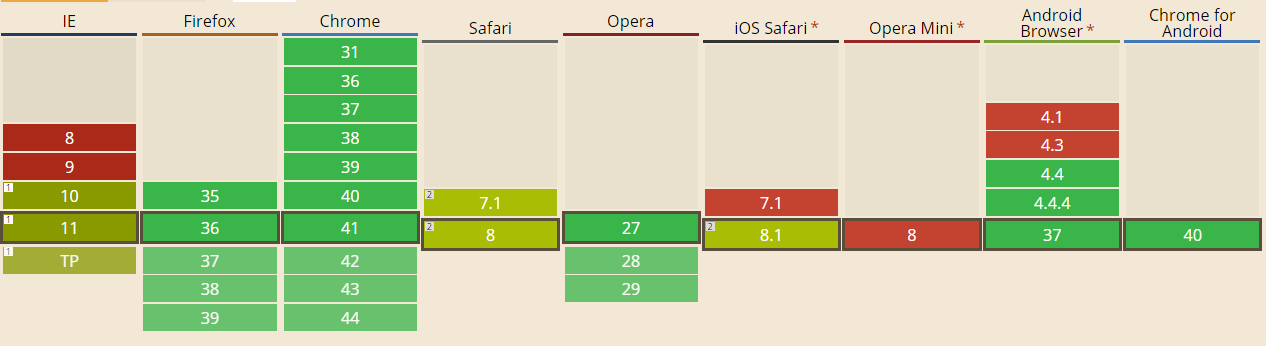 IE Firefox Chrome Safari Opera iOS Safari * Opera Mini * Android Browser * Chrome for Android
31
36
37
4.1
8 38 4.3
9 39 4.4
1 10 35 40 2 7.1 7.1 4.4.4
1 11 36 41 2 8 27 2 8.1 8 37 40
1 TP 37 42 28
38 43 29
39 44